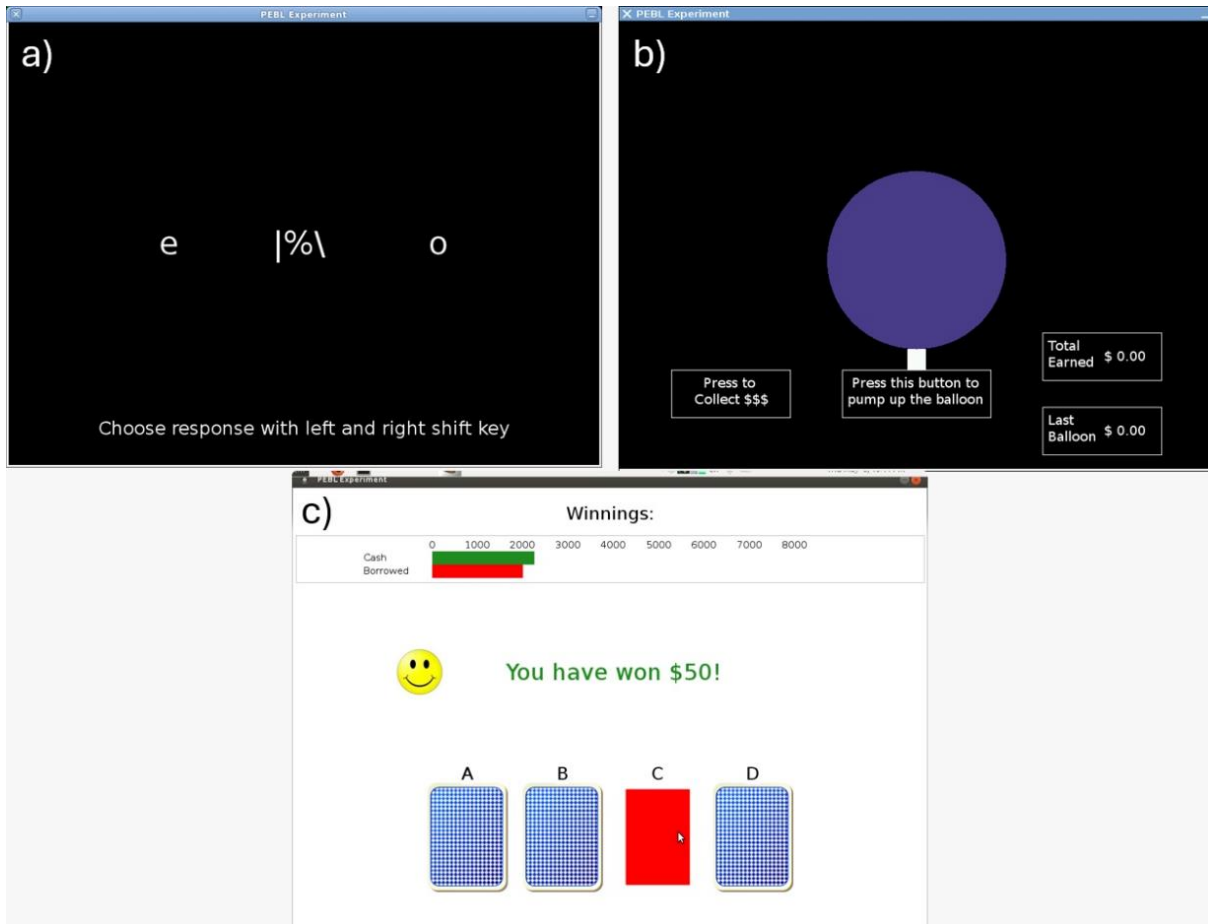 PEBL Experiment
a)
e |%\ o
Choose response with left and right shift key
PEBL Experiment
b)
Total
Earned $ 0.00
Press to
Collect $$$
Press this button to
pump up the balloon
Last
Balloon $ 0.00
PEBL Experiment
c)
Winnings:
0 1000 2000 3000 4000 5000 6000 7000 8000
Cash
Borrowed
You have won $50!
A B C D